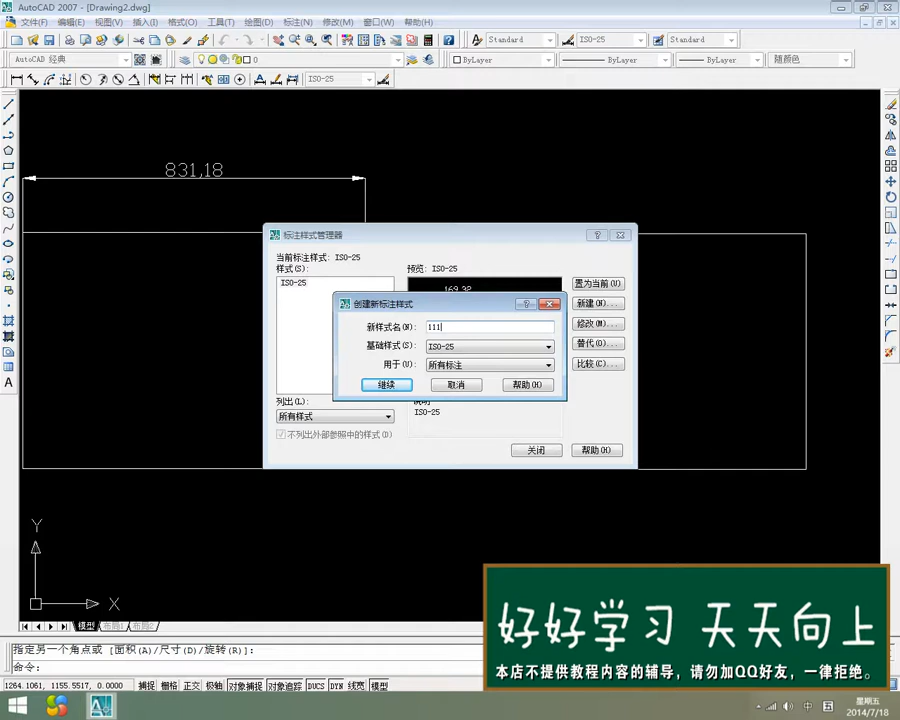 AutoCAD 2007 - [Drawing2.dwg]
文件(F) 编辑(E) 视图(V) 插入(I) 格式(O) 工具(T) 绘图(D) 标注(N) 修改(M) 窗口(W) 帮助(H)
Standard ISO-25 Standard
AutoCAD 经典 0 ByLayer ByLayer ByLayer 随颜色
ISO-25
831,18
标注样式管理器
当前标注样式: ISO-25
样式(S): 预览: ISO-25
ISO-25
169,32
置为当前(U)
新建(N)...
修改(M)...
替代(O)...
比较(C)...
创建新标注样式
新样式名(N): 111
基础样式(S): ISO-25
用于(U): 所有标注
继续 取消 帮助(H)
列出(L): 说明
所有样式 ISO-25
不列出外部参照中的样式(D)
关闭 帮助(H)
Y
X
模型 布局1 布局2
好好学习 天天向上
本店不提供教程内容的辅导，请勿加QQ好友，一律拒绝。
指定另一个角点或 [面积(A)/尺寸(D)/旋转(R)]:
命令:
1264.1061, 1155.5517, 0.0000 捕捉 栅格 正交 极轴 对象捕捉 对象追踪 DUCS DYN 线宽 模型
中 五
星期五
2014/7/18